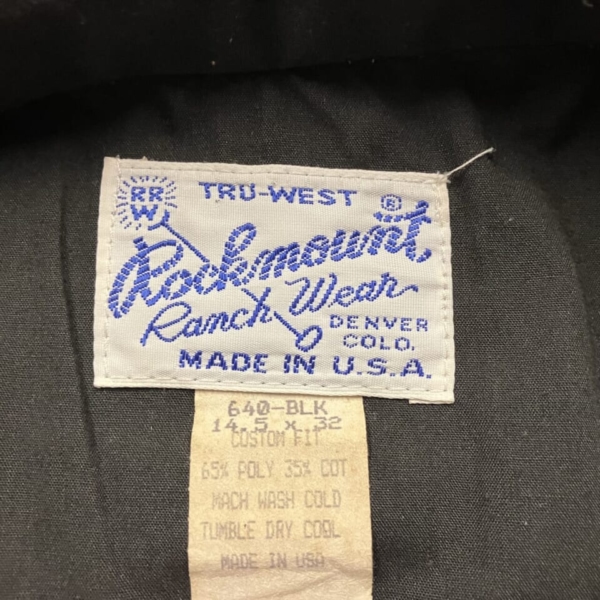 RR
W
TRU-WEST ®
Rockmount
Ranch Wear
DENVER
COLO.
MADE IN U.S.A.
640-BLK
14.5 x 32
CUSTOM FIT
65% POLY 35% COT
MACH WASH COLD
TUMBLE DRY COOL
MADE IN USA